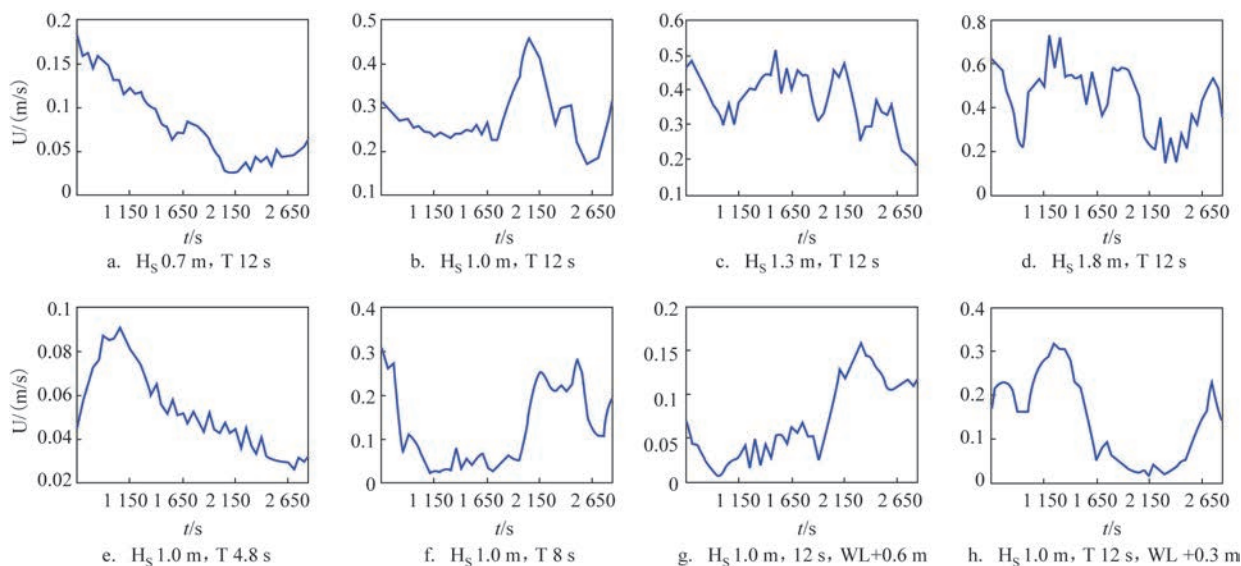 0.2 0.15 0.1 0.05 0
U/(m/s)
1 150 1 650 2 150 2 650
t/s
a. H_S 0.7 m, T 12 s
0.5 0.4 0.3 0.2 0.1
1 150 1 650 2 150 2 650
t/s
b. H_S 1.0 m, T 12 s
0.6 0.5 0.4 0.3 0.2 0.1
1 150 1 650 2 150 2 650
t/s
c. H_S 1.3 m, T 12 s
0.8 0.6 0.4 0.2 0
1 150 1 650 2 150 2 650
t/s
d. H_S 1.8 m, T 12 s
0.1 0.08 0.06 0.04 0.02
U/(m/s)
1 150 1 650 2 150 2 650
t/s
e. H_S 1.0 m, T 4.8 s
0.4 0.3 0.2 0.1 0
1 150 1 650 2 150 2 650
t/s
f. H_S 1.0 m, T 8 s
0.2 0.15 0.1 0.05 0
1 150 1 650 2 150 2 650
t/s
g. H_S 1.0 m, 12 s, WL+0.6 m
0.4 0.3 0.2 0.1 0
1 150 1 650 2 150 2 650
t/s
h. H_S 1.0 m, T 12 s, WL +0.3 m